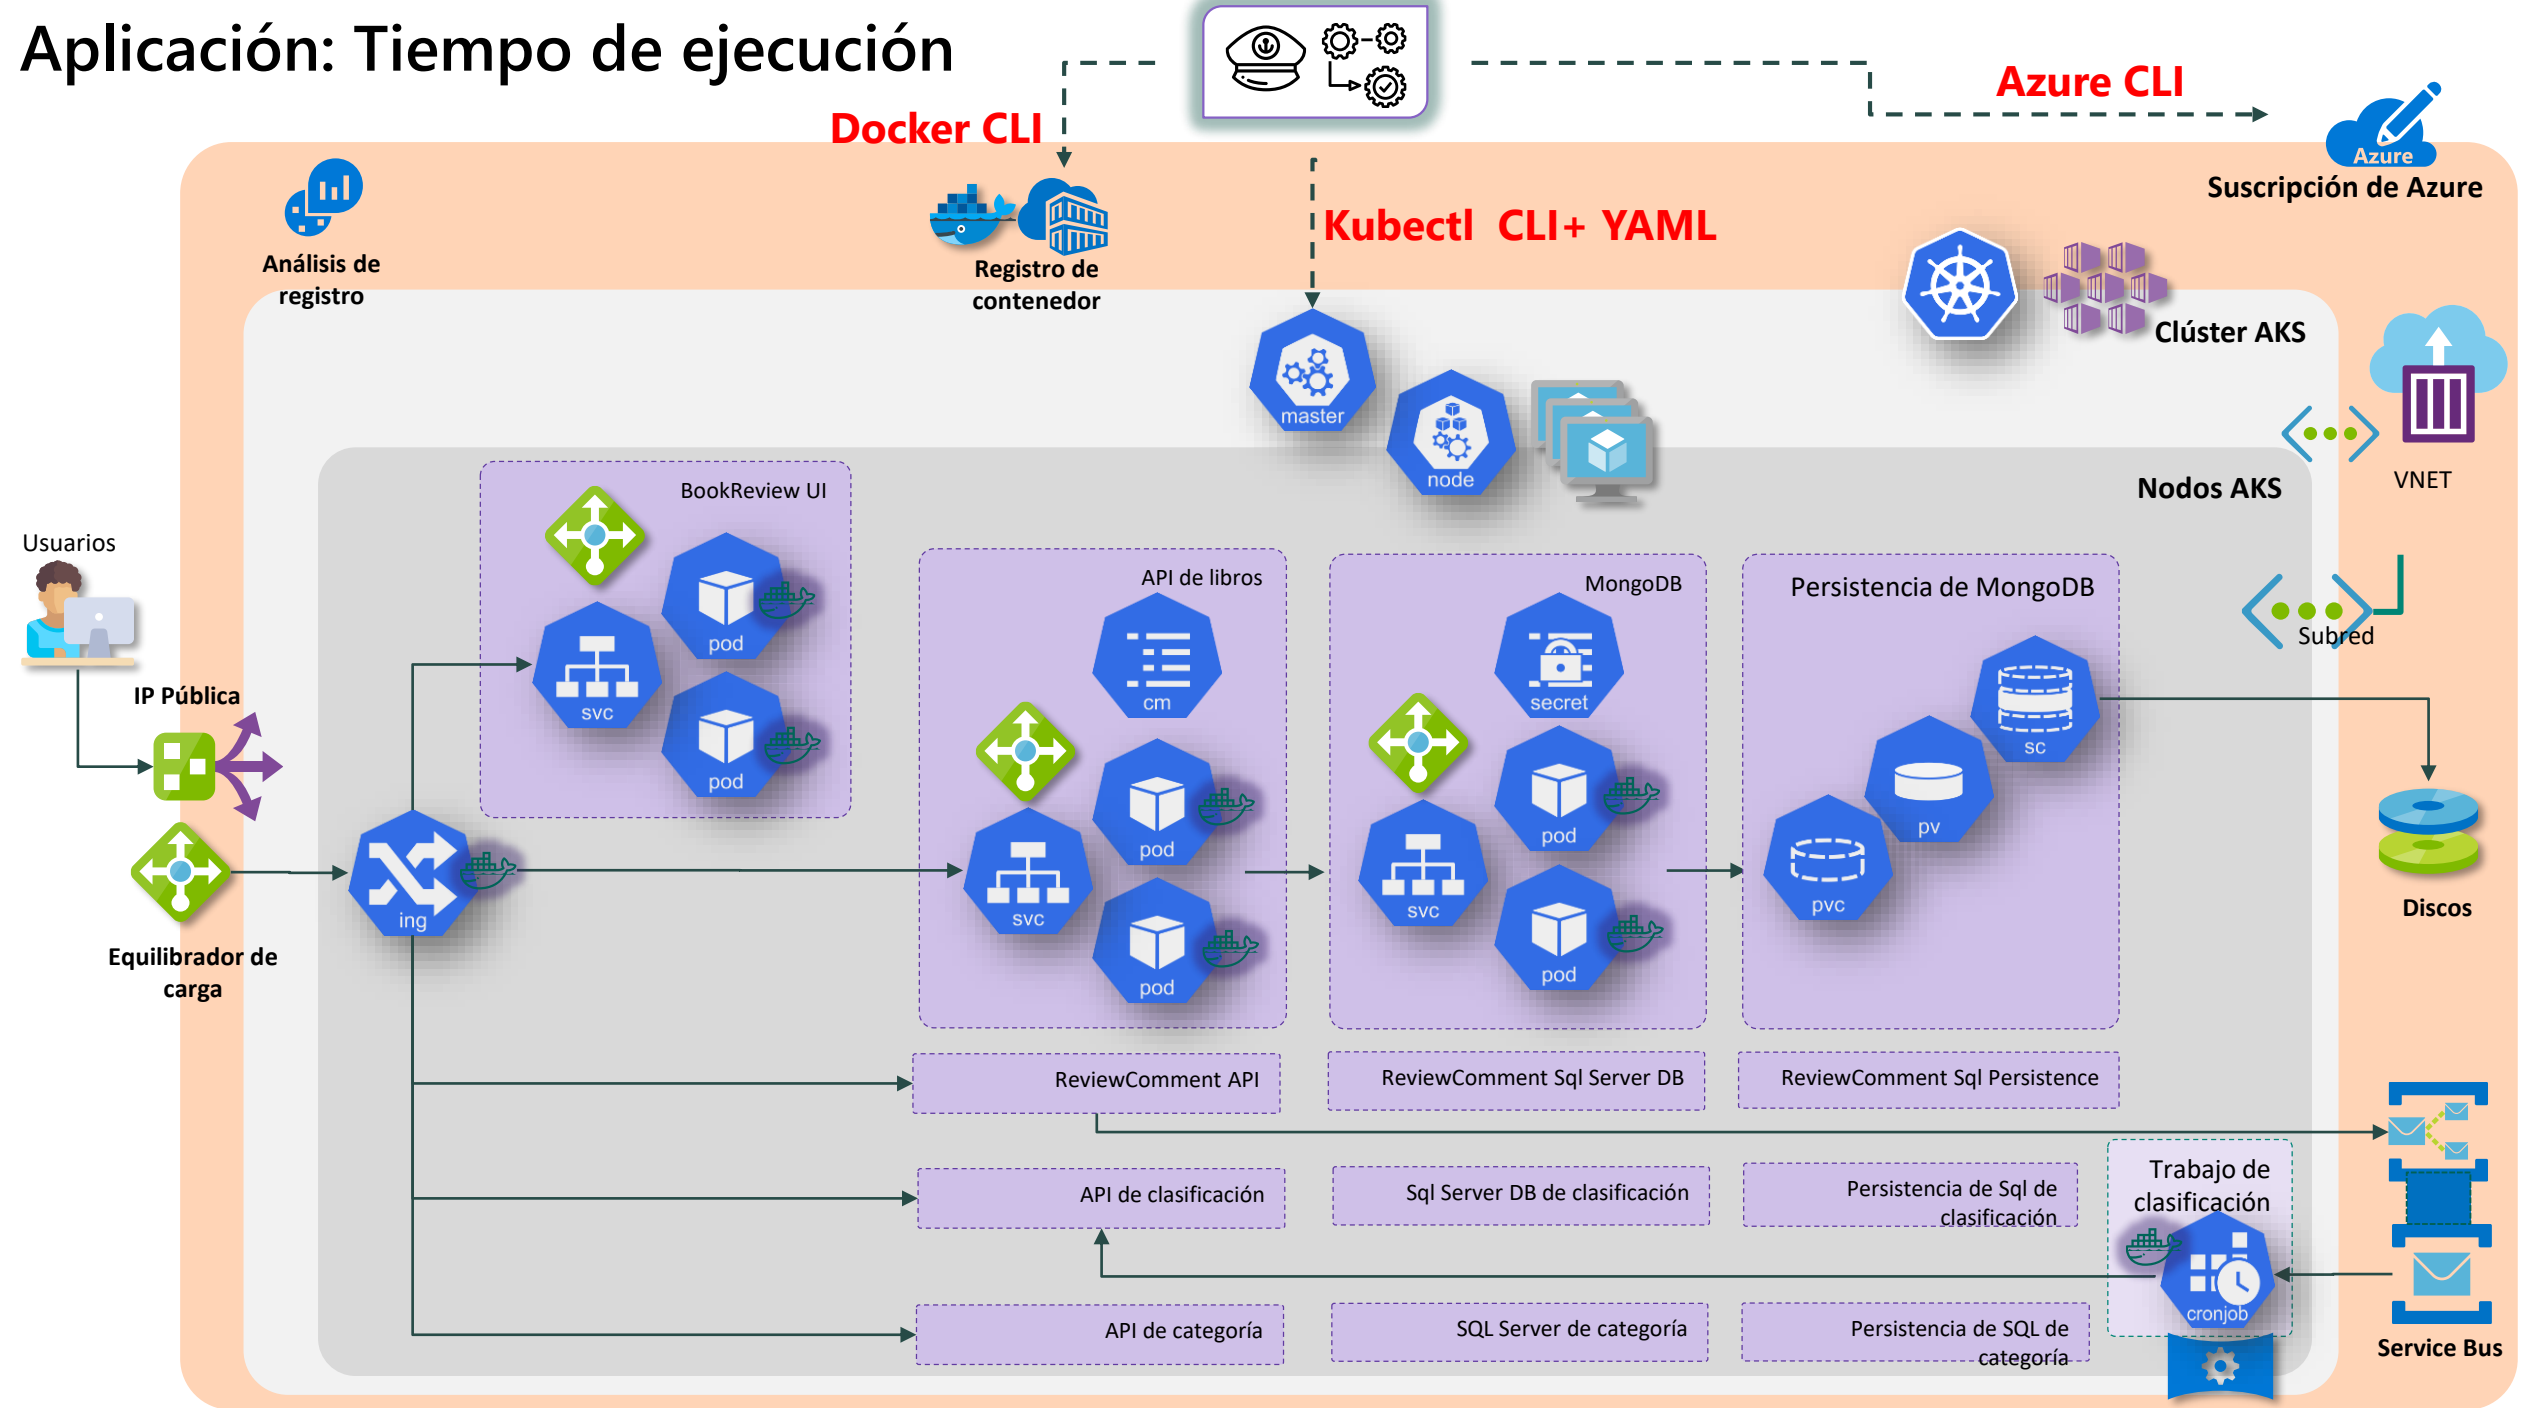 Aplicación: Tiempo de ejecución
Docker CLI
Azure CLI
Azure
Suscripción de Azure
Kubectl CLI+ YAML
Análisis de
registro
Registro de
contenedor
Clúster AKS
master
node
VNET
Nodos AKS
Subred
Usuarios
IP Pública
Equilibrador de
carga
ing
BookReview UI
pod
svc
pod
API de libros
cm
pod
svc
pod
MongoDB
secret
pod
svc
pod
Persistencia de MongoDB
sc
pv
pvc
Discos
ReviewComment API
ReviewComment Sql Server DB
ReviewComment Sql Persistence
API de clasificación
Sql Server DB de clasificación
Persistencia de Sql de
clasificación
Trabajo de
clasificación
cronjob
API de categoría
SQL Server de categoría
Persistencia de SQL de
categoría
Service Bus